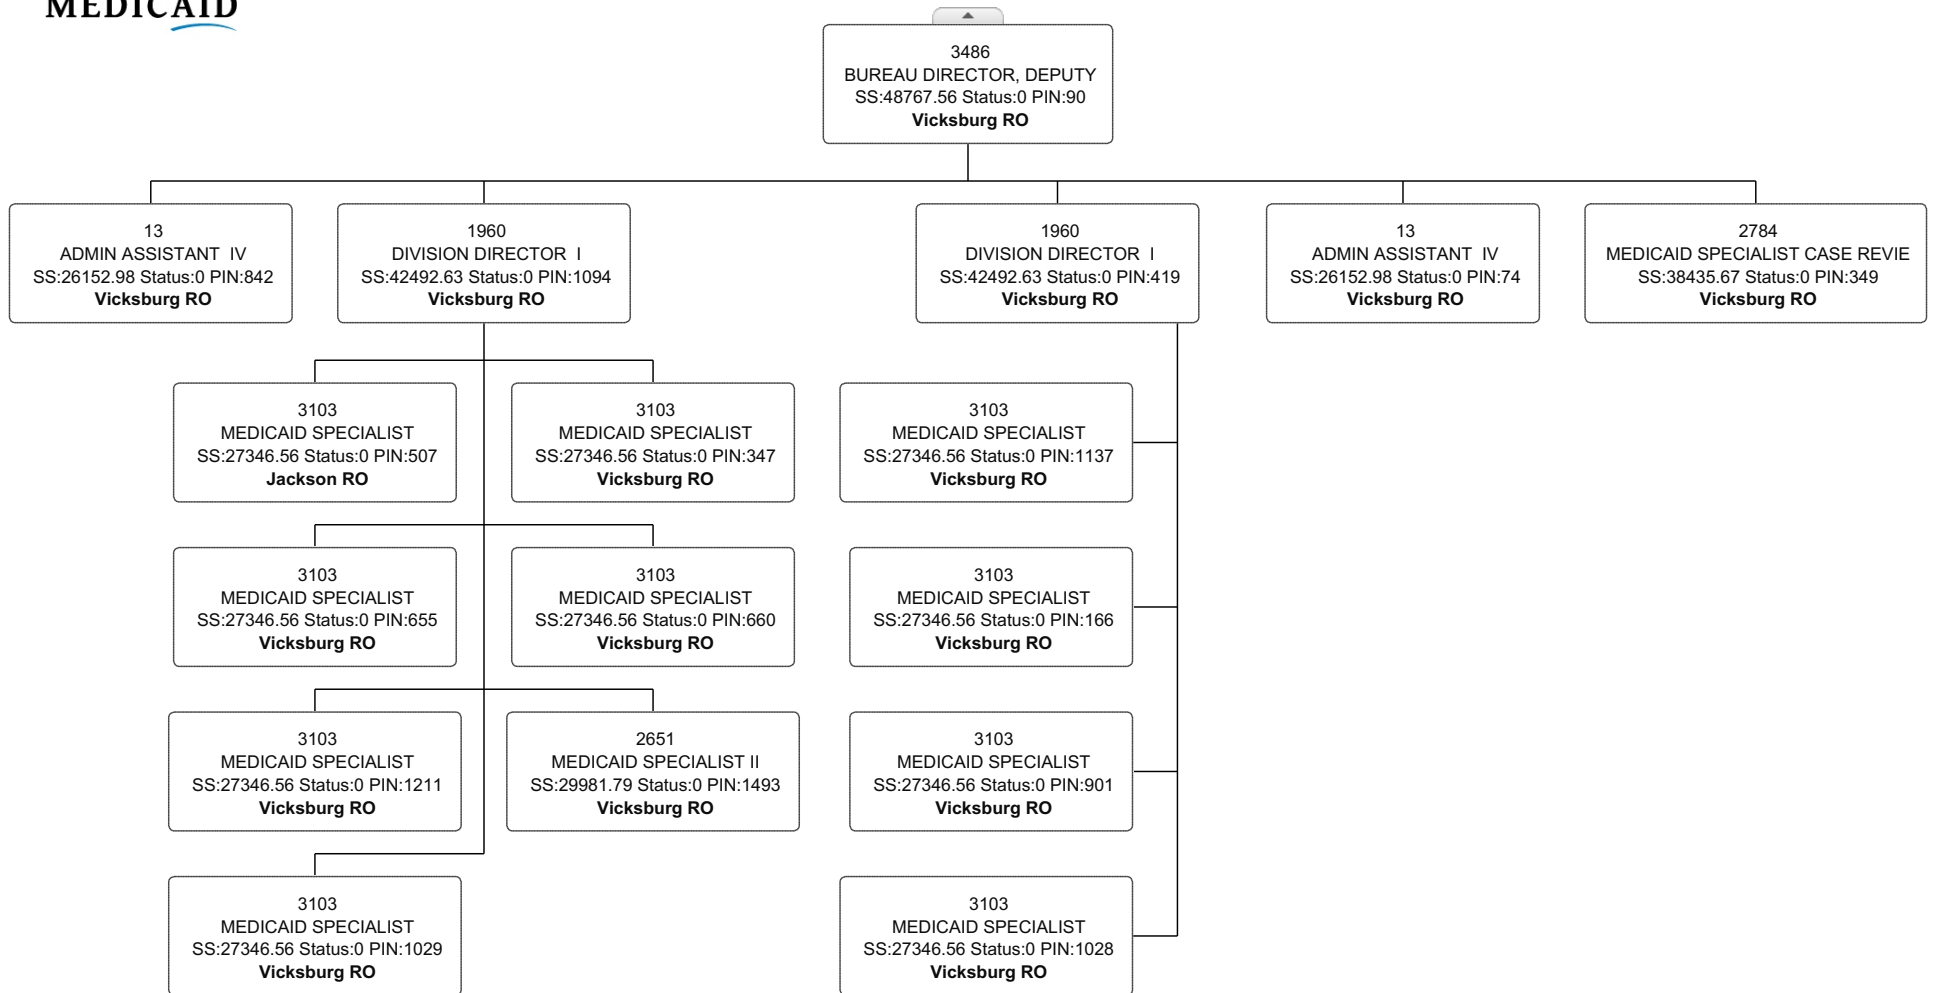 MEDICAID
3486
BUREAU DIRECTOR, DEPUTY
SS:48767.56 Status:0 PIN:90
Vicksburg RO
13
ADMIN ASSISTANT  IV
SS:26152.98 Status:0 PIN:842
Vicksburg RO
1960
DIVISION DIRECTOR  I
SS:42492.63 Status:0 PIN:1094
Vicksburg RO
1960
DIVISION DIRECTOR  I
SS:42492.63 Status:0 PIN:419
Vicksburg RO
13
ADMIN ASSISTANT  IV
SS:26152.98 Status:0 PIN:74
Vicksburg RO
2784
MEDICAID SPECIALIST CASE REVIE
SS:38435.67 Status:0 PIN:349
Vicksburg RO
3103
MEDICAID SPECIALIST
SS:27346.56 Status:0 PIN:507
Jackson RO
3103
MEDICAID SPECIALIST
SS:27346.56 Status:0 PIN:347
Vicksburg RO
3103
MEDICAID SPECIALIST
SS:27346.56 Status:0 PIN:1137
Vicksburg RO
3103
MEDICAID SPECIALIST
SS:27346.56 Status:0 PIN:655
Vicksburg RO
3103
MEDICAID SPECIALIST
SS:27346.56 Status:0 PIN:660
Vicksburg RO
3103
MEDICAID SPECIALIST
SS:27346.56 Status:0 PIN:166
Vicksburg RO
3103
MEDICAID SPECIALIST
SS:27346.56 Status:0 PIN:1211
Vicksburg RO
2651
MEDICAID SPECIALIST II
SS:29981.79 Status:0 PIN:1493
Vicksburg RO
3103
MEDICAID SPECIALIST
SS:27346.56 Status:0 PIN:901
Vicksburg RO
3103
MEDICAID SPECIALIST
SS:27346.56 Status:0 PIN:1029
Vicksburg RO
3103
MEDICAID SPECIALIST
SS:27346.56 Status:0 PIN:1028
Vicksburg RO